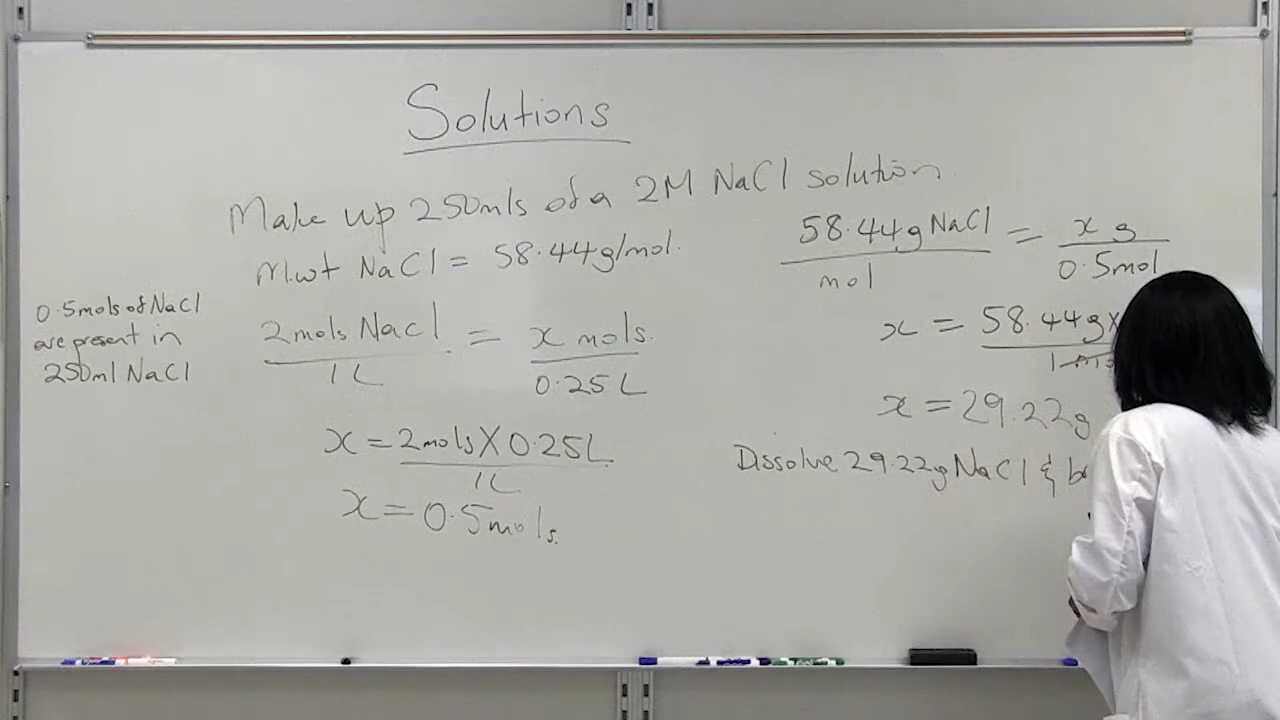 Solutions
Make up 250mls of a 2M NaCl solution.
M.wt NaCl = 58.44g/mol.
0.5mols of NaCl
are present in
250ml NaCl
2mols NaCl = x mols.
1L 0.25L
x = 2mols X 0.25L
1L
x = 0.5mols.
58.44g NaCl = x g
mol 0.5mol
x = 58.44g x
1
x = 29.22g
Dissolve 29.22g NaCl &